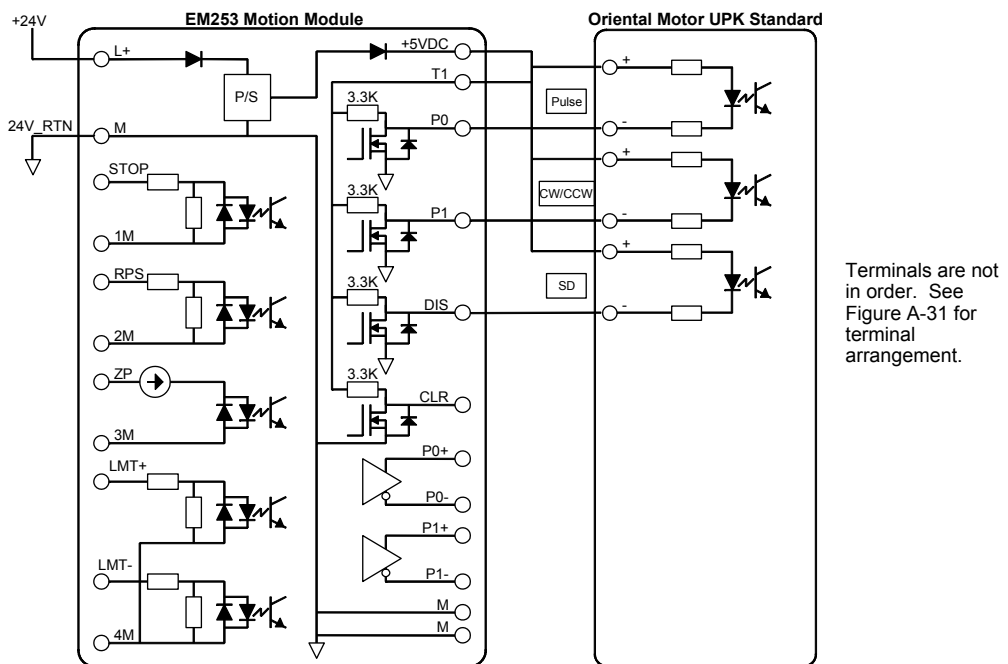 EM253 Motion Module
Oriental Motor UPK Standard
+24V
L+
P/S
24V_RTN
M
STOP
1M
RPS
2M
ZP
3M
LMT+
LMT-
4M
+5VDC
T1
3.3K
P0
3.3K
P1
3.3K
DIS
3.3K
CLR
P0+
P0-
P1+
P1-
M
M
+
Pulse
-
+
CW/CCW
-
+
SD
-
Terminals are not
in order. See
Figure A-31 for
terminal
arrangement.